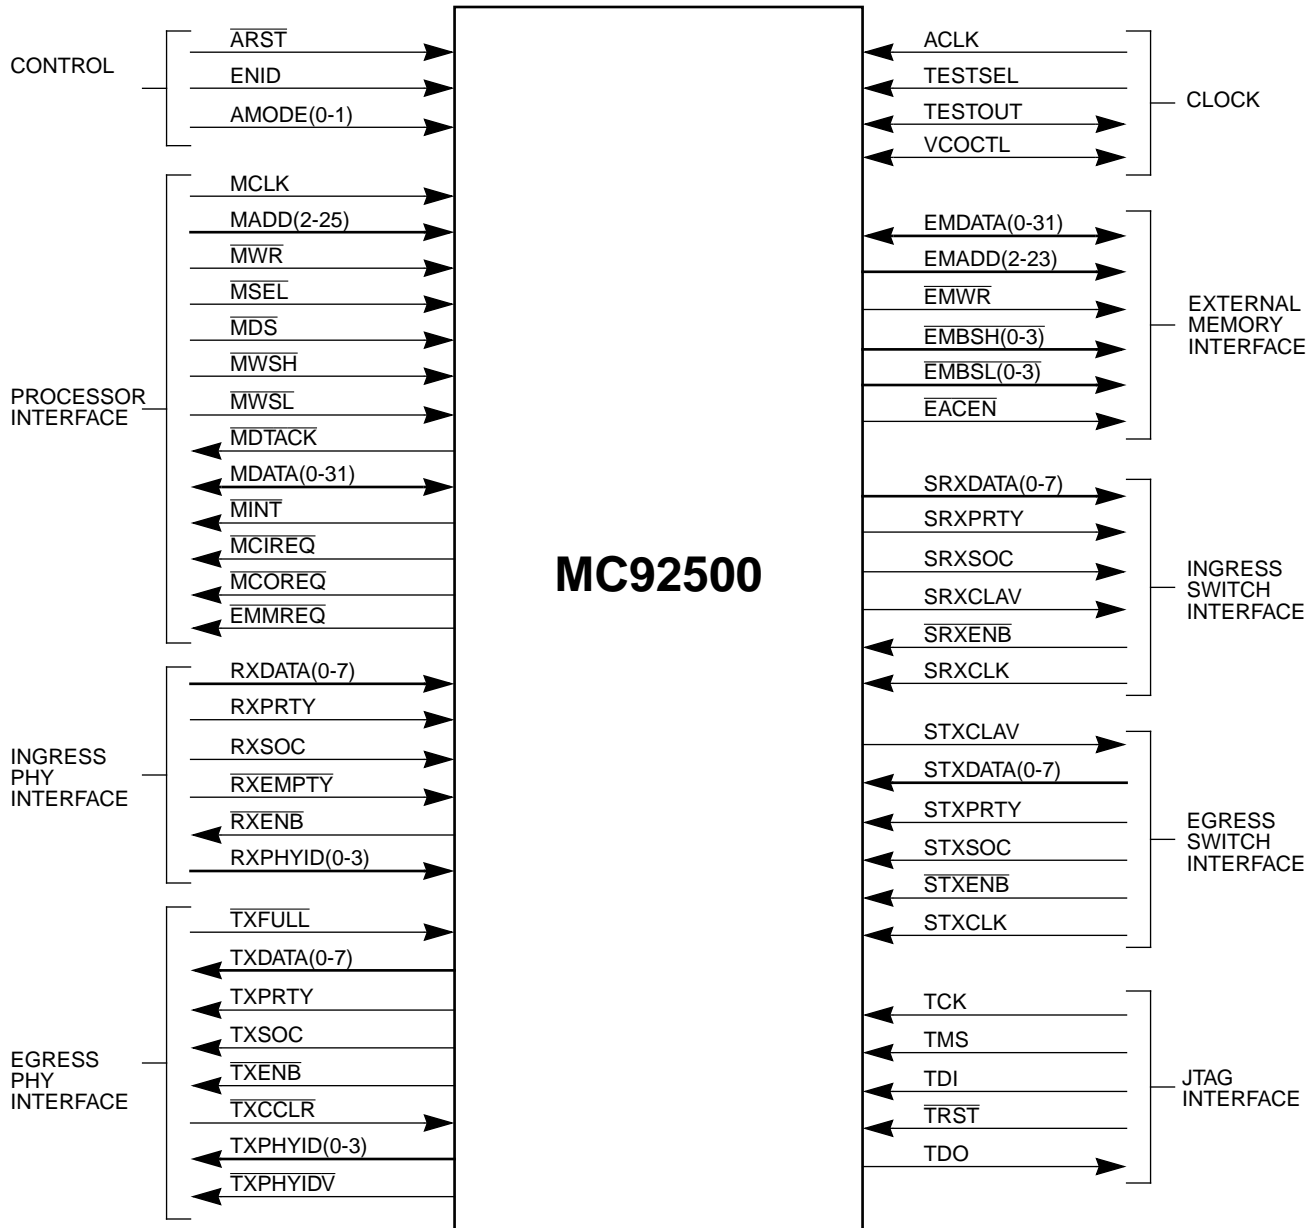 CONTROL
ARST
ENID
AMODE(0-1)
PROCESSOR
INTERFACE
MCLK
MADD(2-25)
MWR
MSEL
MDS
MWSH
MWSL
MDTACK
MDATA(0-31)
MINT
MCIREQ
MCOREQ
EMMREQ
INGRESS
PHY
INTERFACE
RXDATA(0-7)
RXPRTY
RXSOC
RXEMPTY
RXENB
RXPHYID(0-3)
EGRESS
PHY
INTERFACE
TXFULL
TXDATA(0-7)
TXPRTY
TXSOC
TXENB
TXCCLR
TXPHYID(0-3)
TXPHYIDV
MC92500
ACLK
TESTSEL
TESTOUT
VCOCTL
CLOCK
EMDATA(0-31)
EMADD(2-23)
EMWR
EMBSH(0-3)
EMBSL(0-3)
EACEN
EXTERNAL
MEMORY
INTERFACE
SRXDATA(0-7)
SRXPRTY
SRXSOC
SRXCLAV
SRXENB
SRXCLK
INGRESS
SWITCH
INTERFACE
STXCLAV
STXDATA(0-7)
STXPRTY
STXSOC
STXENB
STXCLK
EGRESS
SWITCH
INTERFACE
TCK
TMS
TDI
TRST
TDO
JTAG
INTERFACE